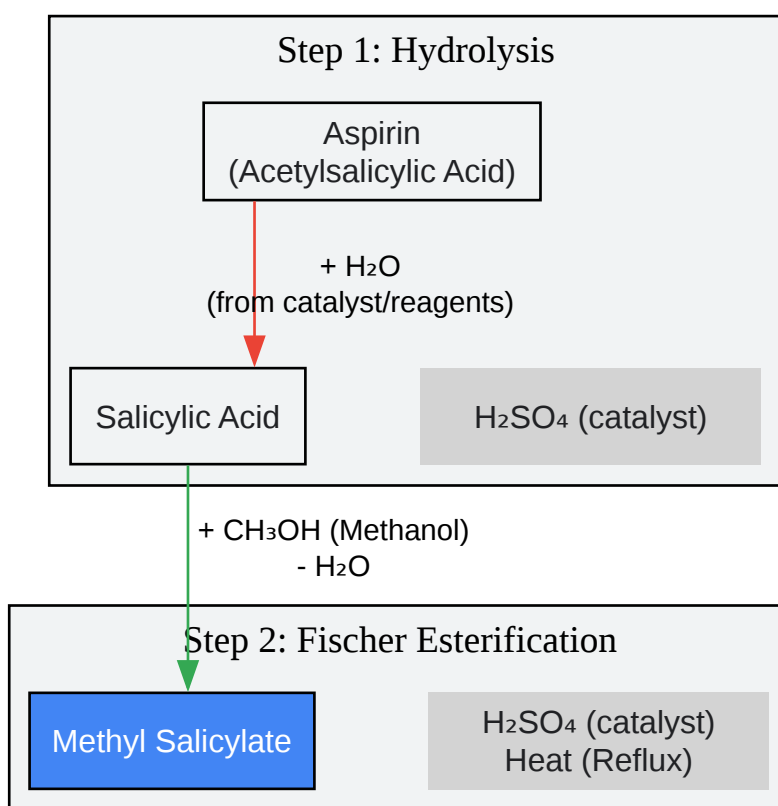 Step 1: Hydrolysis
Aspirin
(Acetylsalicylic Acid)
+ H₂O
(from catalyst/reagents)
Salicylic Acid
H₂SO₄ (catalyst)
+ CH₃OH (Methanol)
- H₂O
Step 2: Fischer Esterification
Methyl Salicylate
H₂SO₄ (catalyst)
Heat (Reflux)